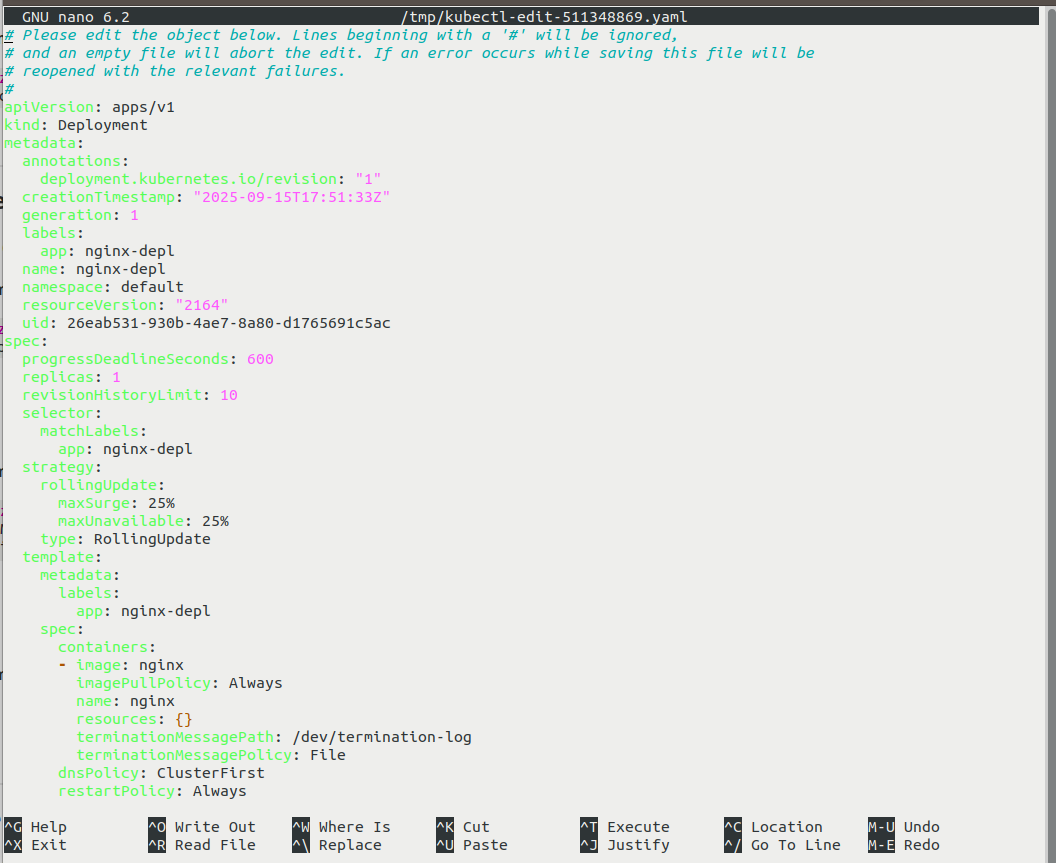 GNU nano 6.2 /tmp/kubectl-edit-511348869.yaml
# Please edit the object below. Lines beginning with a '#' will be ignored,
# and an empty file will abort the edit. If an error occurs while saving this file will be
# reopened with the relevant failures.
#
apiVersion: apps/v1
kind: Deployment
metadata:
  annotations:
    deployment.kubernetes.io/revision: "1"
  creationTimestamp: "2025-09-15T17:51:33Z"
  generation: 1
  labels:
    app: nginx-depl
  name: nginx-depl
  namespace: default
  resourceVersion: "2164"
  uid: 26eab531-930b-4ae7-8a80-d1765691c5ac
spec:
  progressDeadlineSeconds: 600
  replicas: 1
  revisionHistoryLimit: 10
  selector:
    matchLabels:
      app: nginx-depl
  strategy:
    rollingUpdate:
      maxSurge: 25%
      maxUnavailable: 25%
    type: RollingUpdate
  template:
    metadata:
      labels:
        app: nginx-depl
    spec:
      containers:
      - image: nginx
        imagePullPolicy: Always
        name: nginx
        resources: {}
        terminationMessagePath: /dev/termination-log
        terminationMessagePolicy: File
      dnsPolicy: ClusterFirst
      restartPolicy: Always
^G Help ^O Write Out ^W Where Is ^K Cut ^T Execute ^C Location M-U Undo
^X Exit ^R Read File ^\ Replace ^U Paste ^J Justify ^/ Go To Line M-E Redo